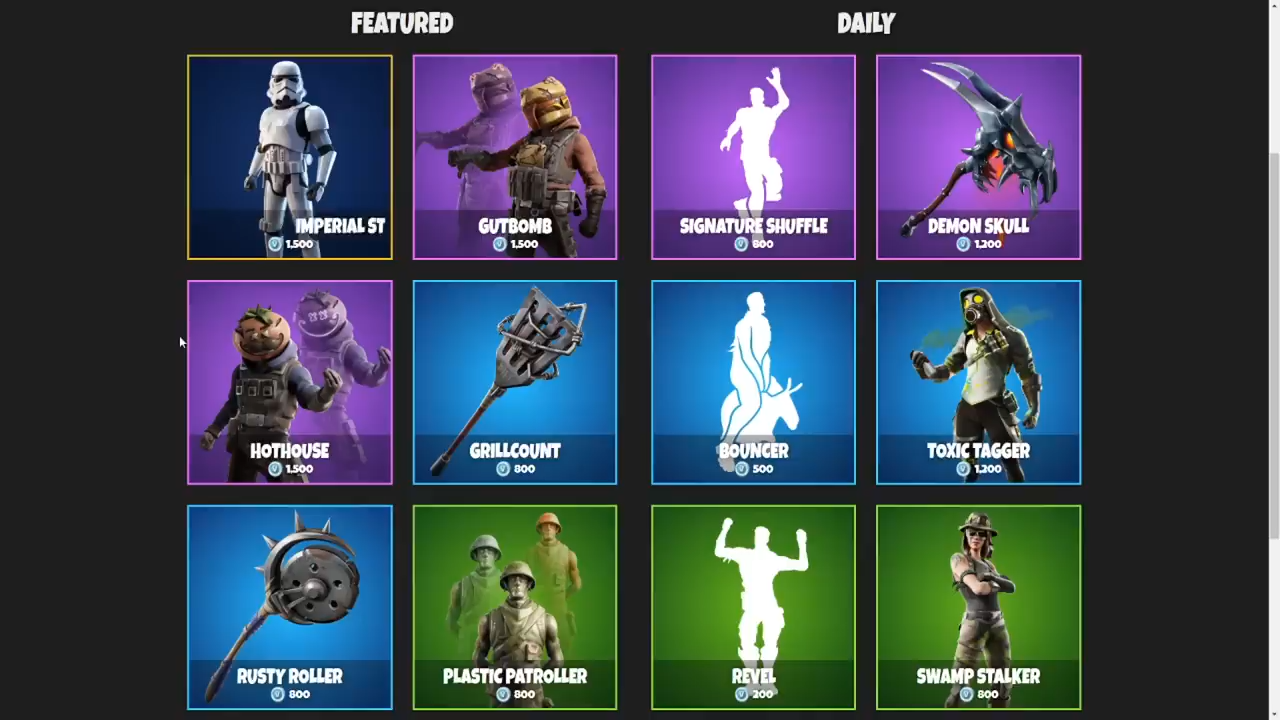 FEATURED
DAILY
IMPERIAL ST
1,500
GUTBOMB
1,500
SIGNATURE SHUFFLE
800
DEMON SKULL
1,200
HOTHOUSE
1,500
GRILLCOUNT
800
BOUNCER
500
TOXIC TAGGER
1,200
RUSTY ROLLER
800
PLASTIC PATROLLER
800
REVEL
200
SWAMP STALKER
800